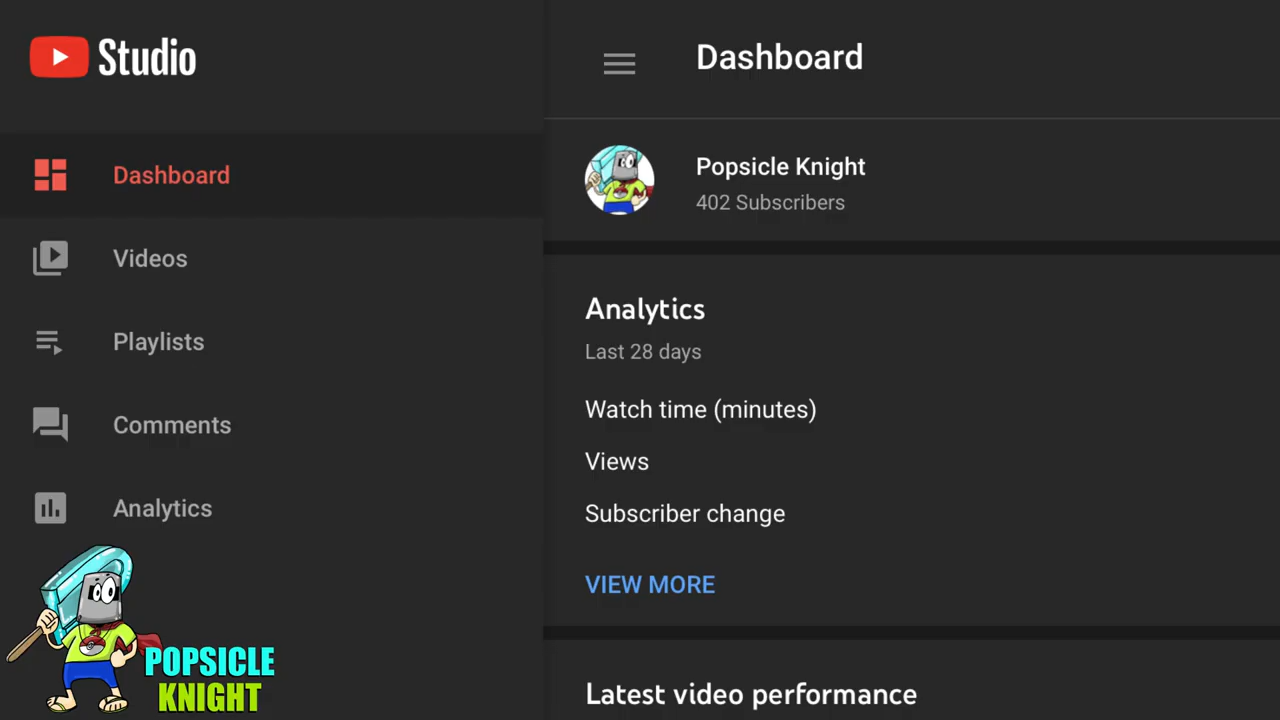 Studio
Dashboard
Videos
Playlists
Comments
Analytics
POPSICLE
KNIGHT
Dashboard
Popsicle Knight
402 Subscribers
Analytics
Last 28 days
Watch time (minutes)
Views
Subscriber change
VIEW MORE
Latest video performance